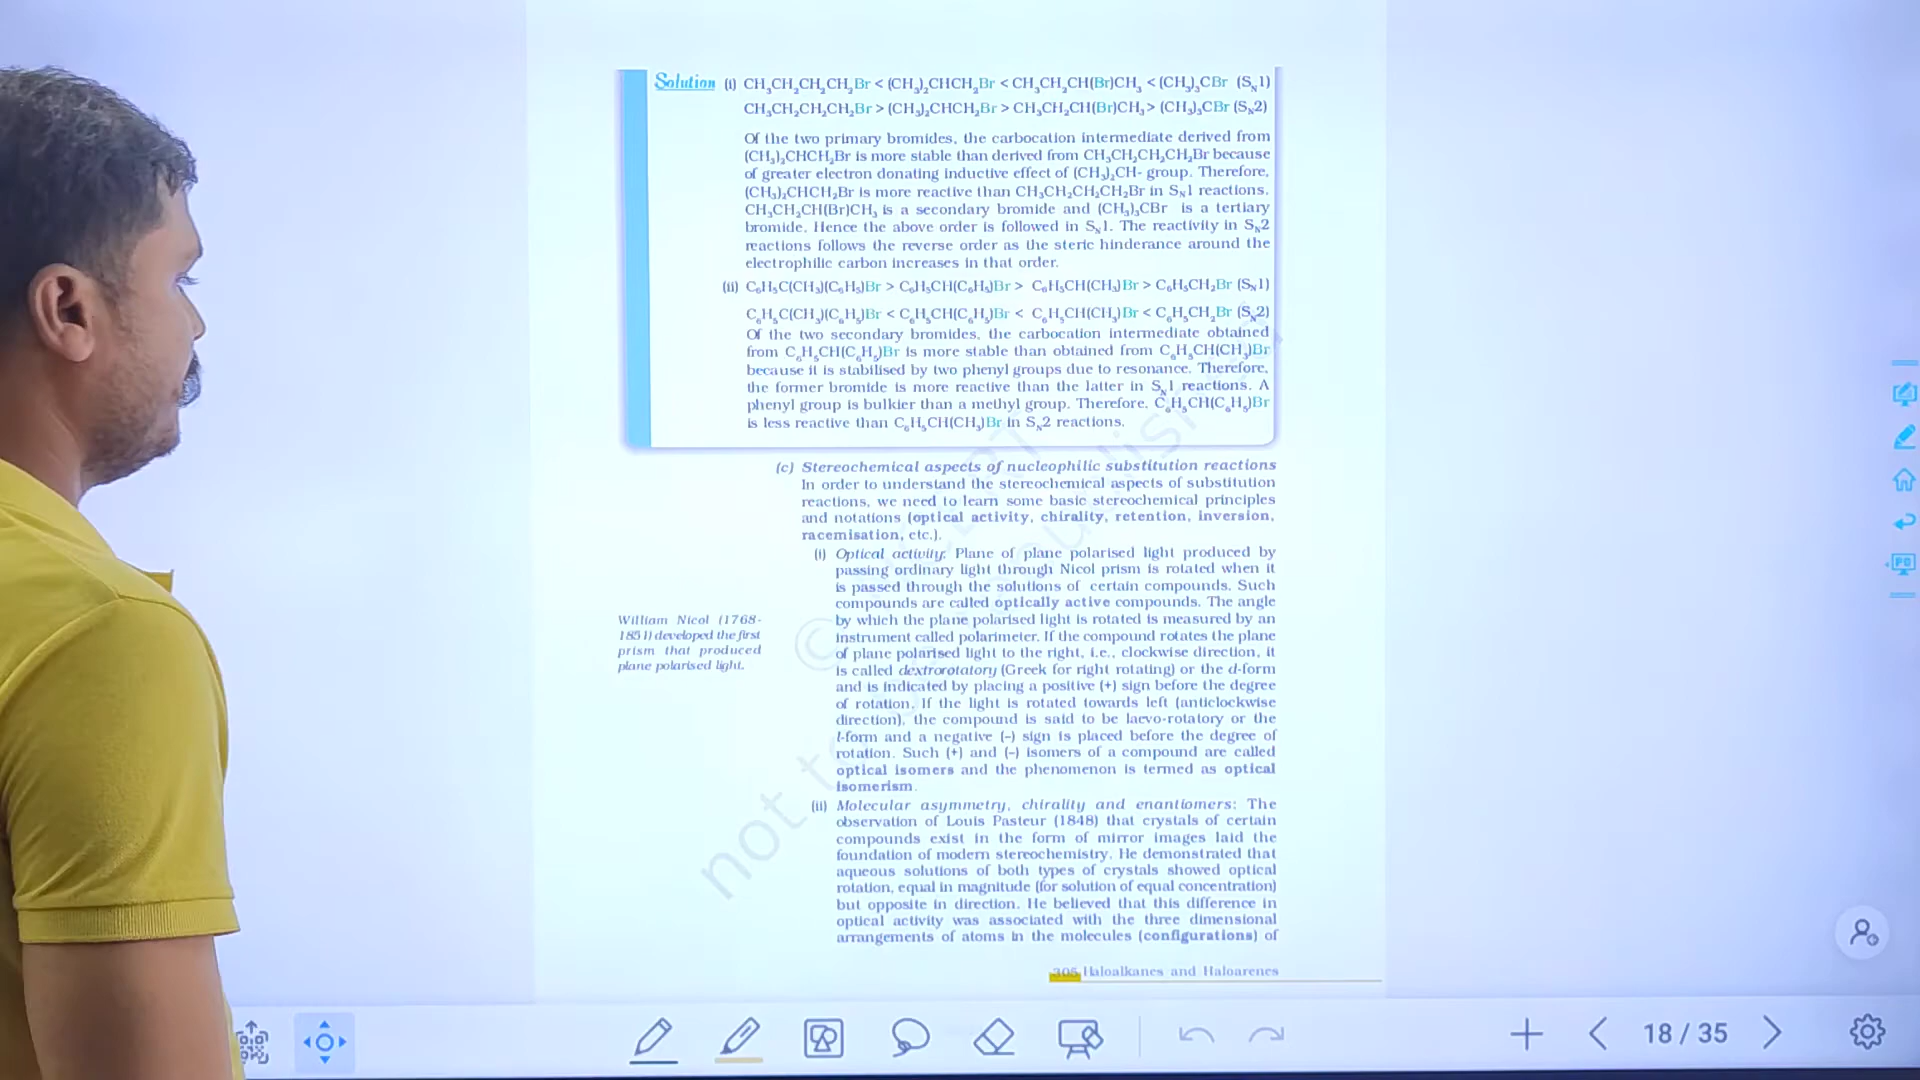 Solution (i) CH₃CH₂CH₂CH₂Br < (CH₃)₂CHCH₂Br < CH₃CH₂CH(Br)CH₃ < (CH₃)₃CBr (SN1)
CH₃CH₂CH₂CH₂Br > (CH₃)₂CHCH₂Br > CH₃CH₂CH(Br)CH₃ > (CH₃)₃CBr (SN2)
Of the two primary bromides, the carbocation intermediate derived from
(CH₃)₂CHCH₂Br is more stable than derived from CH₃CH₂CH₂CH₂Br because
of greater electron donating inductive effect of (CH₃)₂CH- group. Therefore,
(CH₃)₂CHCH₂Br is more reactive than CH₃CH₂CH₂CH₂Br in SN1 reactions.
CH₃CH₂CH(Br)CH₃ is a secondary bromide and (CH₃)₃CBr is a tertiary
bromide. Hence the above order is followed in SN1. The reactivity in SN2
reactions follows the reverse order as the steric hinderance around the
electrophilic carbon increases in that order.
(ii) C₆H₅C(CH₃)(C₆H₅)Br > C₆H₅CH(C₆H₅)Br > C₆H₅CH(CH₃)Br > C₆H₅CH₂Br (SN1)
C₆H₅C(CH₃)(C₆H₅)Br < C₆H₅CH(C₆H₅)Br < C₆H₅CH(CH₃)Br < C₆H₅CH₂Br (SN2)
Of the two secondary bromides, the carbocation intermediate obtained
from C₆H₅CH(C₆H₅)Br is more stable than obtained from C₆H₅CH(CH₃)Br
because it is stabilised by two phenyl groups due to resonance. Therefore,
the former bromide is more reactive than the latter in SN1 reactions. A
phenyl group is bulkier than a methyl group. Therefore, C₆H₅CH(C₆H₅)Br
is less reactive than C₆H₅CH(CH₃)Br in SN2 reactions.
(c) Stereochemical aspects of nucleophilic substitution reactions
In order to understand the stereochemical aspects of substitution
reactions, we need to learn some basic stereochemical principles
and notations (optical activity, chirality, retention, inversion,
racemisation, etc.).
(i) Optical activity: Plane of plane polarised light produced by
passing ordinary light through Nicol prism is rotated when it
is passed through the solutions of certain compounds. Such
compounds are called optically active compounds. The angle
by which the plane polarised light is rotated is measured by an
instrument called polarimeter. If the compound rotates the plane
of plane polarised light to the right, i.e., clockwise direction, it
is called dextrorotatory (Greek for right rotating) or the d-form
and is indicated by placing a positive (+) sign before the degree
of rotation. If the light is rotated towards left (anticlockwise
direction), the compound is said to be laevo-rotatory or the
l-form and a negative (–) sign is placed before the degree of
rotation. Such (+) and (–) isomers of a compound are called
optical isomers and the phenomenon is termed as optical
isomerism.
William Nicol (1768-
1851) developed the first
prism that produced
plane polarised light.
(ii) Molecular asymmetry, chirality and enantiomers: The
observation of Louis Pasteur (1848) that crystals of certain
compounds exist in the form of mirror images laid the
foundation of modern stereochemistry. He demonstrated that
aqueous solutions of both types of crystals showed optical
rotation, equal in magnitude (for solution of equal concentration)
but opposite in direction. He believed that this difference in
optical activity was associated with the three dimensional
arrangements of atoms in the molecules (configurations) of
305 Haloalkanes and Haloarenes
18 / 35
PC